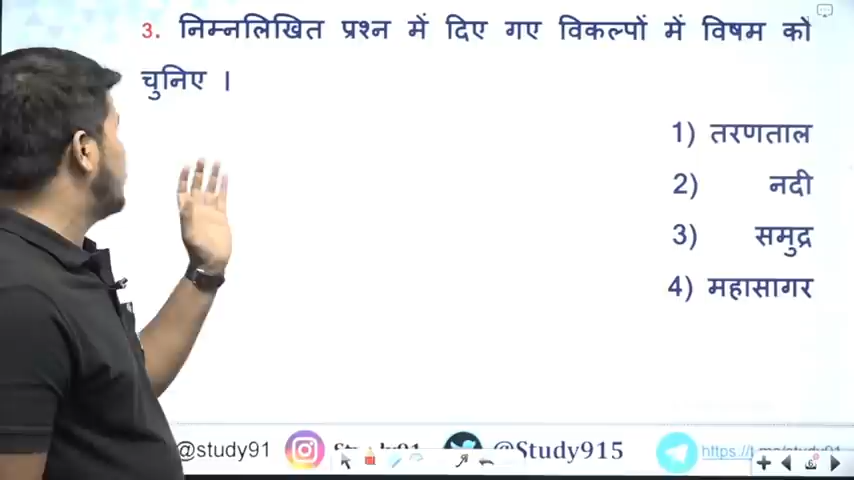 3. निम्नलिखित प्रश्न में दिए गए विकल्पों में विषम को
चुनिए ।
1) तरणताल
2) नदी
3) समुद्र
4) महासागर
@study91
@Study915